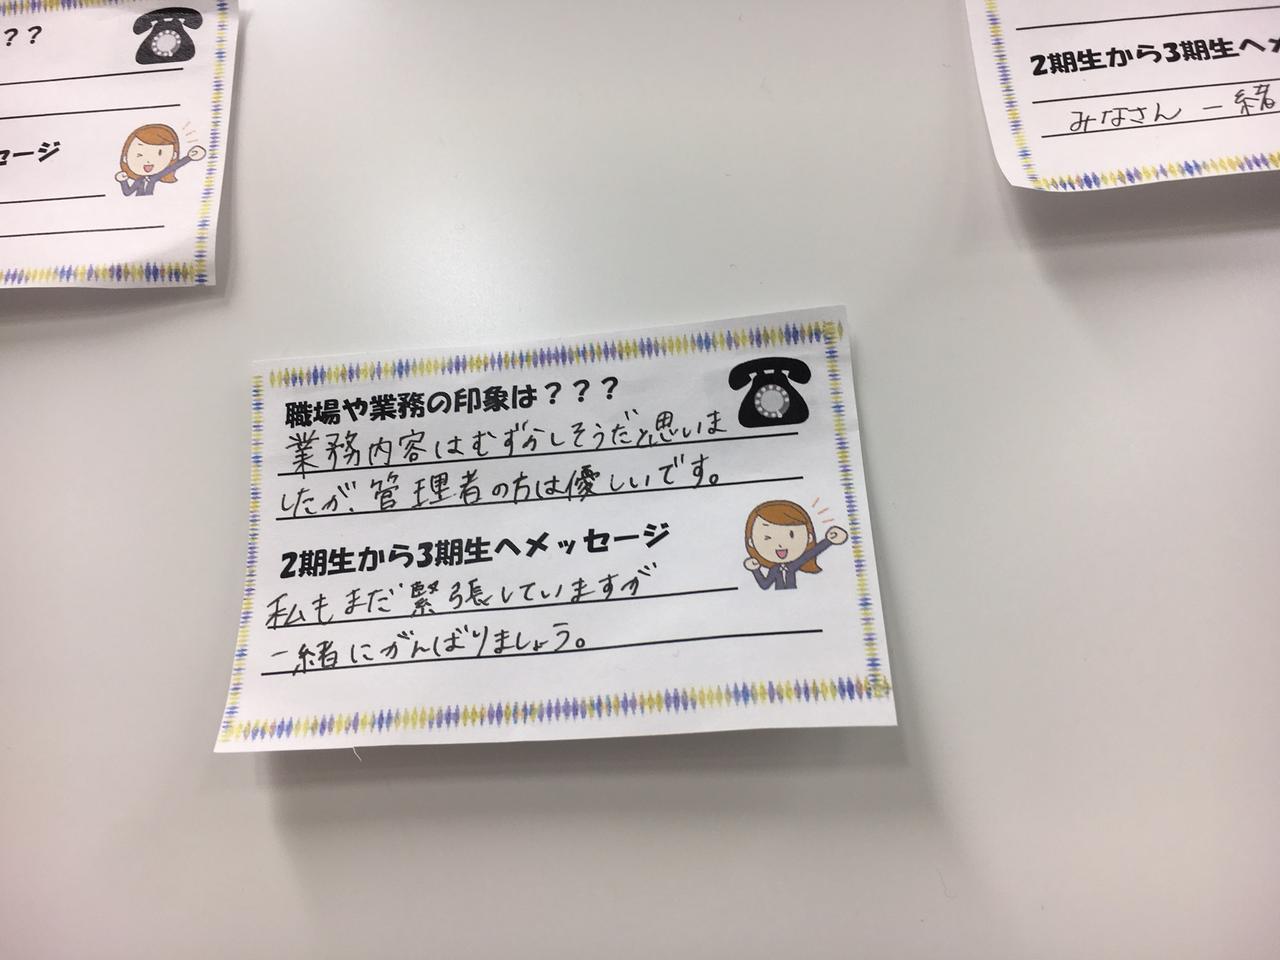 ？？
セージ
2期生から3期生へメ
みなさん一緒
職場や業務の印象は？？？
業務内容はむずかしそうだと思いま
したが、管理者の方は優しいです。
2期生から3期生へメッセージ
私もまだ緊張していますが
一緒にがんばりましょう。